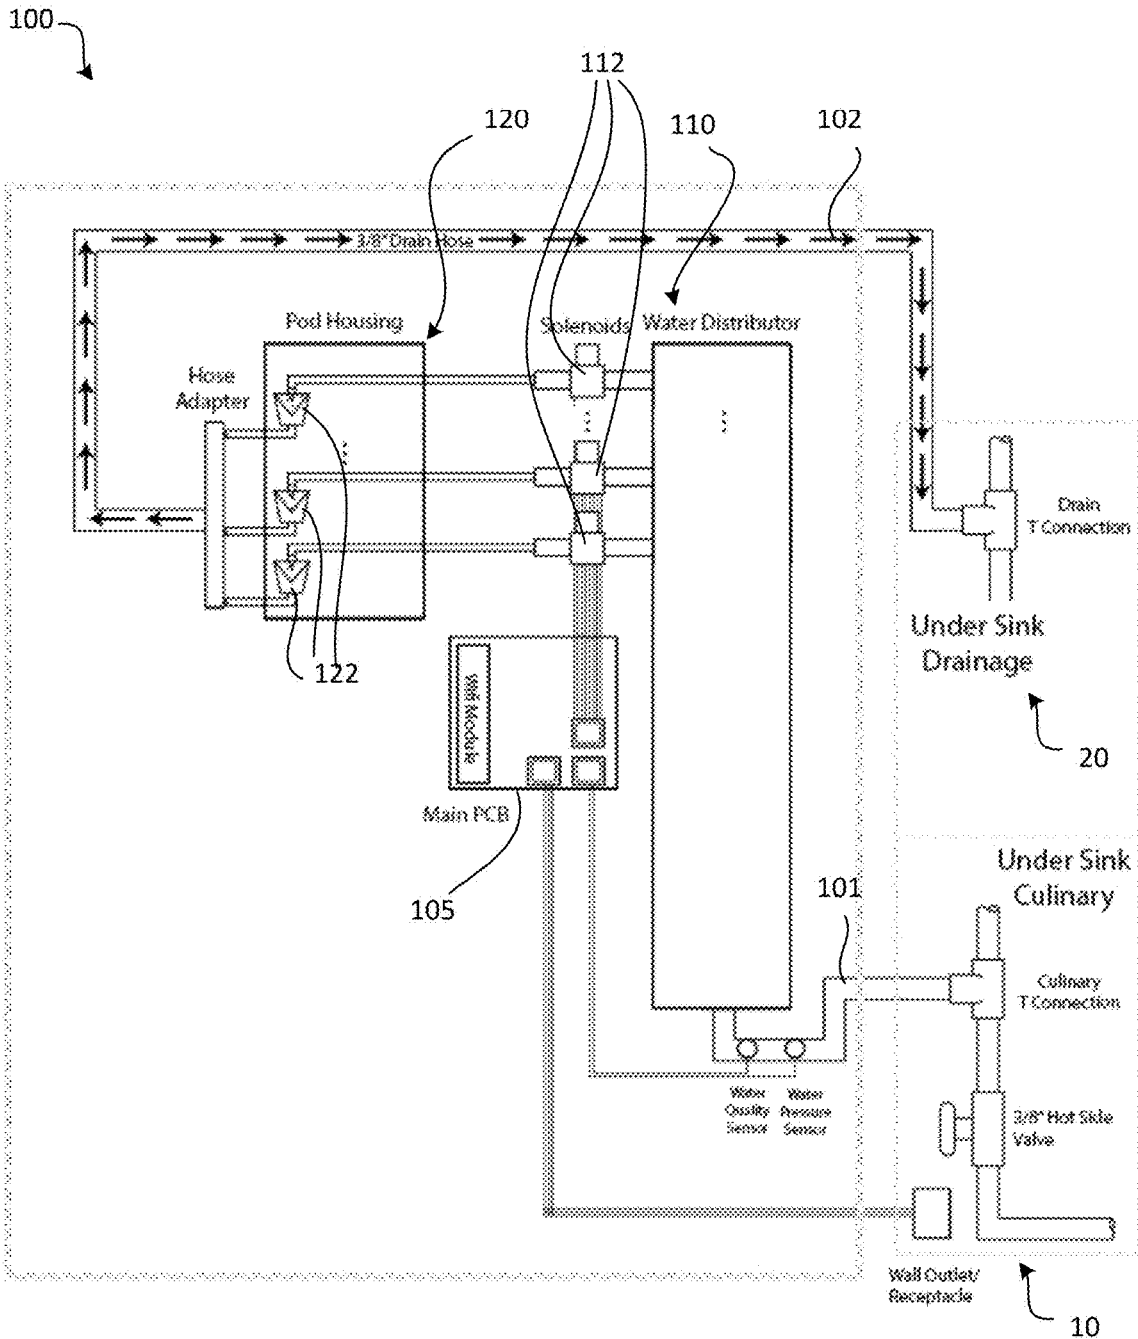 100
112
120
110
102
3/8" Drain Hose
Pod Housing
Solenoids
Water Distributor
Hose
Adapter
Drain
T Connection
Under Sink
Drainage
122
Wifi Module
20
Main PCB
Under Sink
Culinary
101
105
Culinary
T Connection
Water
Quality
Sensor
Water
Pressure
Sensor
3/8" Hot Side
Valve
Wall Outlet/
Receptacle
10